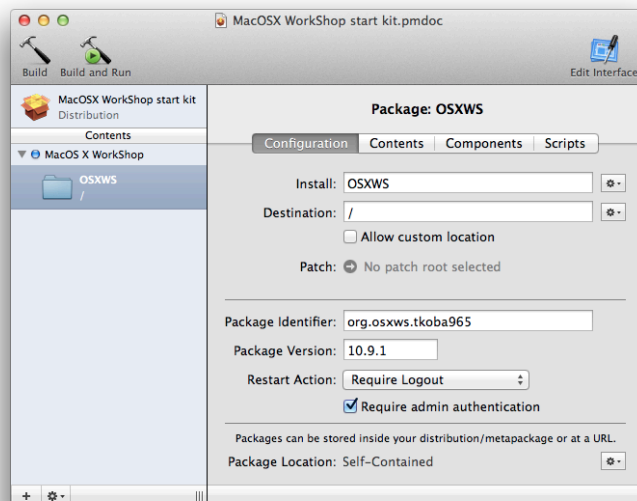 MacOSX WorkShop start kit.pmdoc
Build
Build and Run
Edit Interface
MacOSX WorkShop start kit
Distribution
Contents
MacOS X WorkShop
OSXWS
/
Package: OSXWS
Configuration
Contents
Components
Scripts
Install: OSXWS
Destination: /
Allow custom location
Patch: No patch root selected
Package Identifier: org.osxws.tkoba965
Package Version: 10.9.1
Restart Action: Require Logout
Require admin authentication
Packages can be stored inside your distribution/metapackage or at a URL.
Package Location: Self-Contained